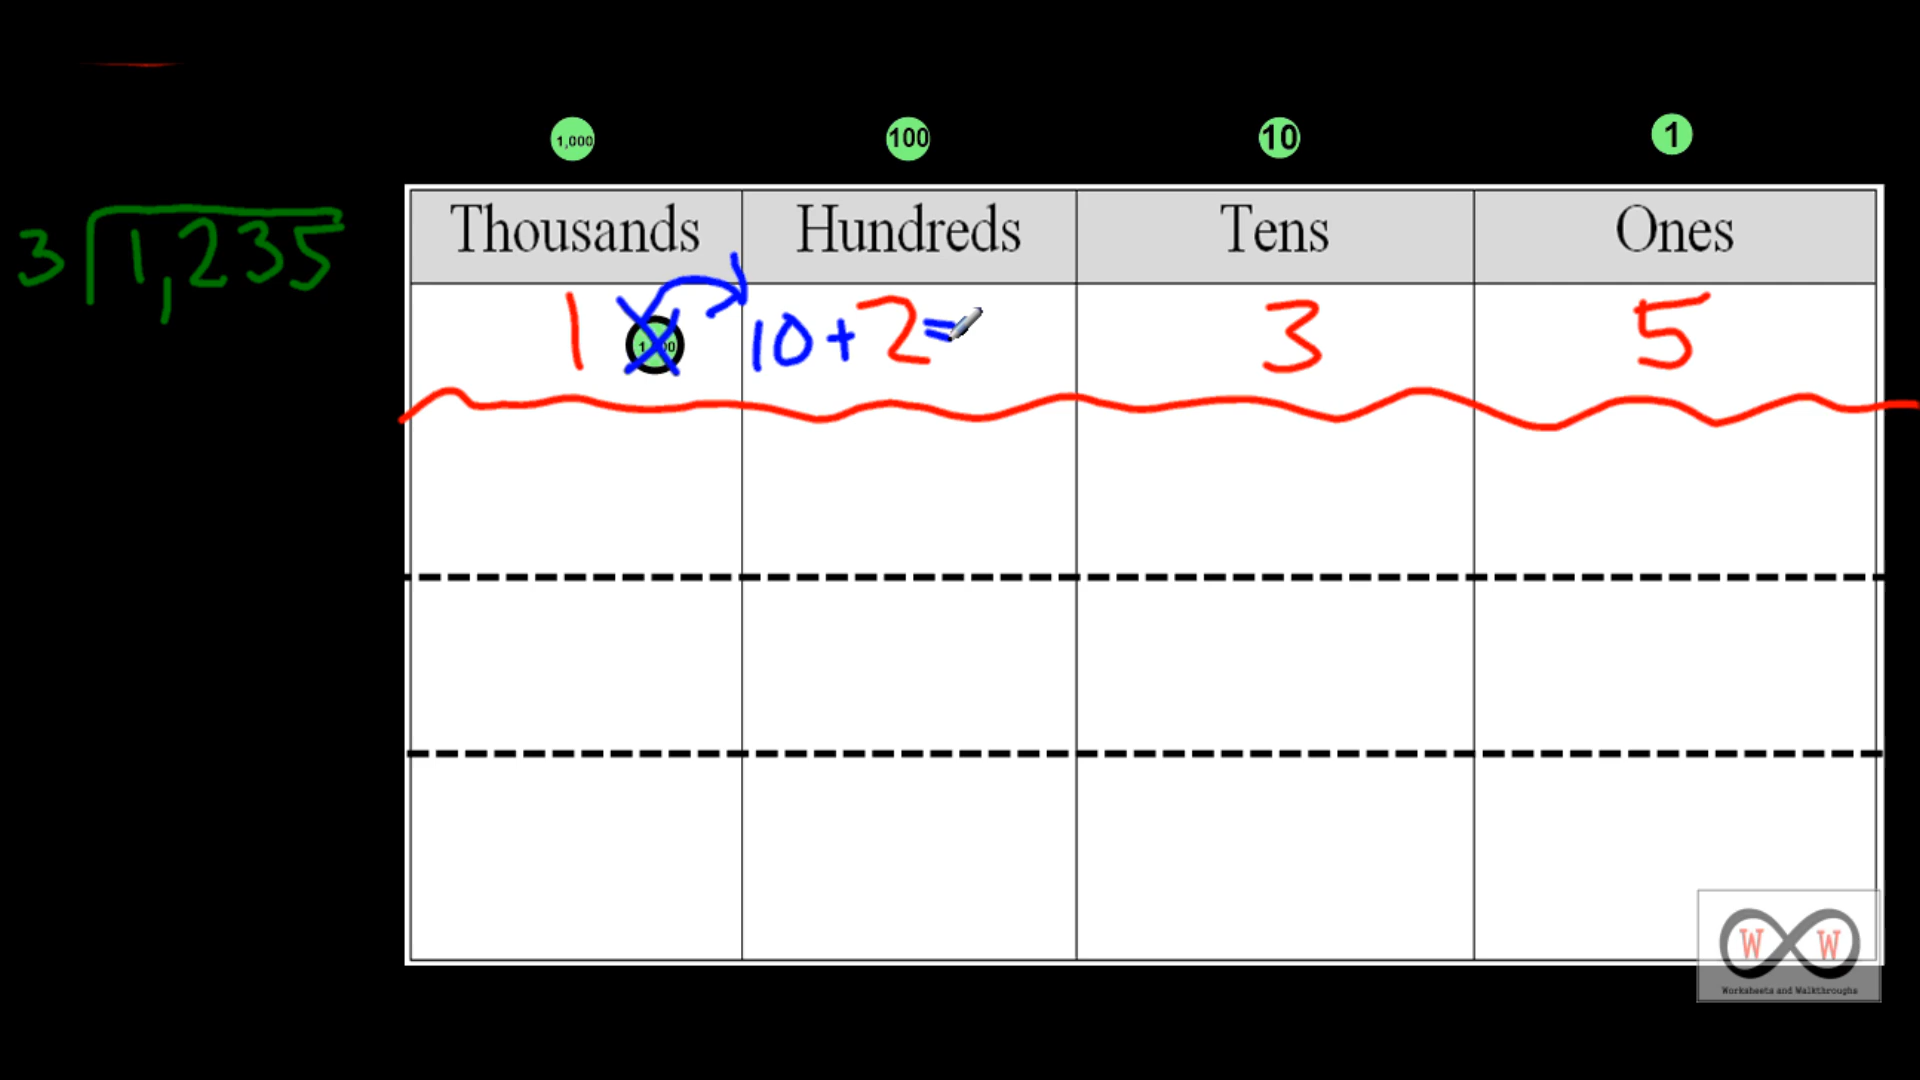 1,000 100 10 1
Thousands Hundreds Tens Ones
3 1,235
1 10+2= 3 5
W W
Worksheets and Walkthroughs